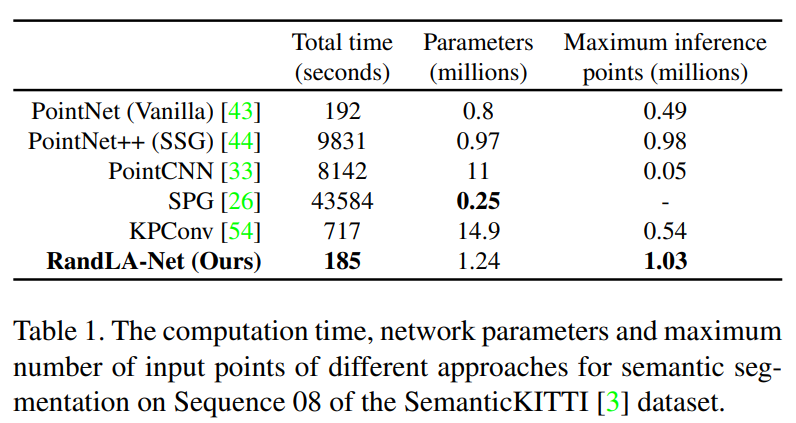 Total time Parameters Maximum inference
(seconds) (millions) points (millions)
PointNet (Vanilla) [43] 192 0.8 0.49
PointNet++ (SSG) [44] 9831 0.97 0.98
PointCNN [33] 8142 11 0.05
SPG [26] 43584 0.25 -
KPConv [54] 717 14.9 0.54
RandLA-Net (Ours) 185 1.24 1.03
Table 1. The computation time, network parameters and maximum
number of input points of different approaches for semantic seg-
mentation on Sequence 08 of the SemanticKITTI [3] dataset.